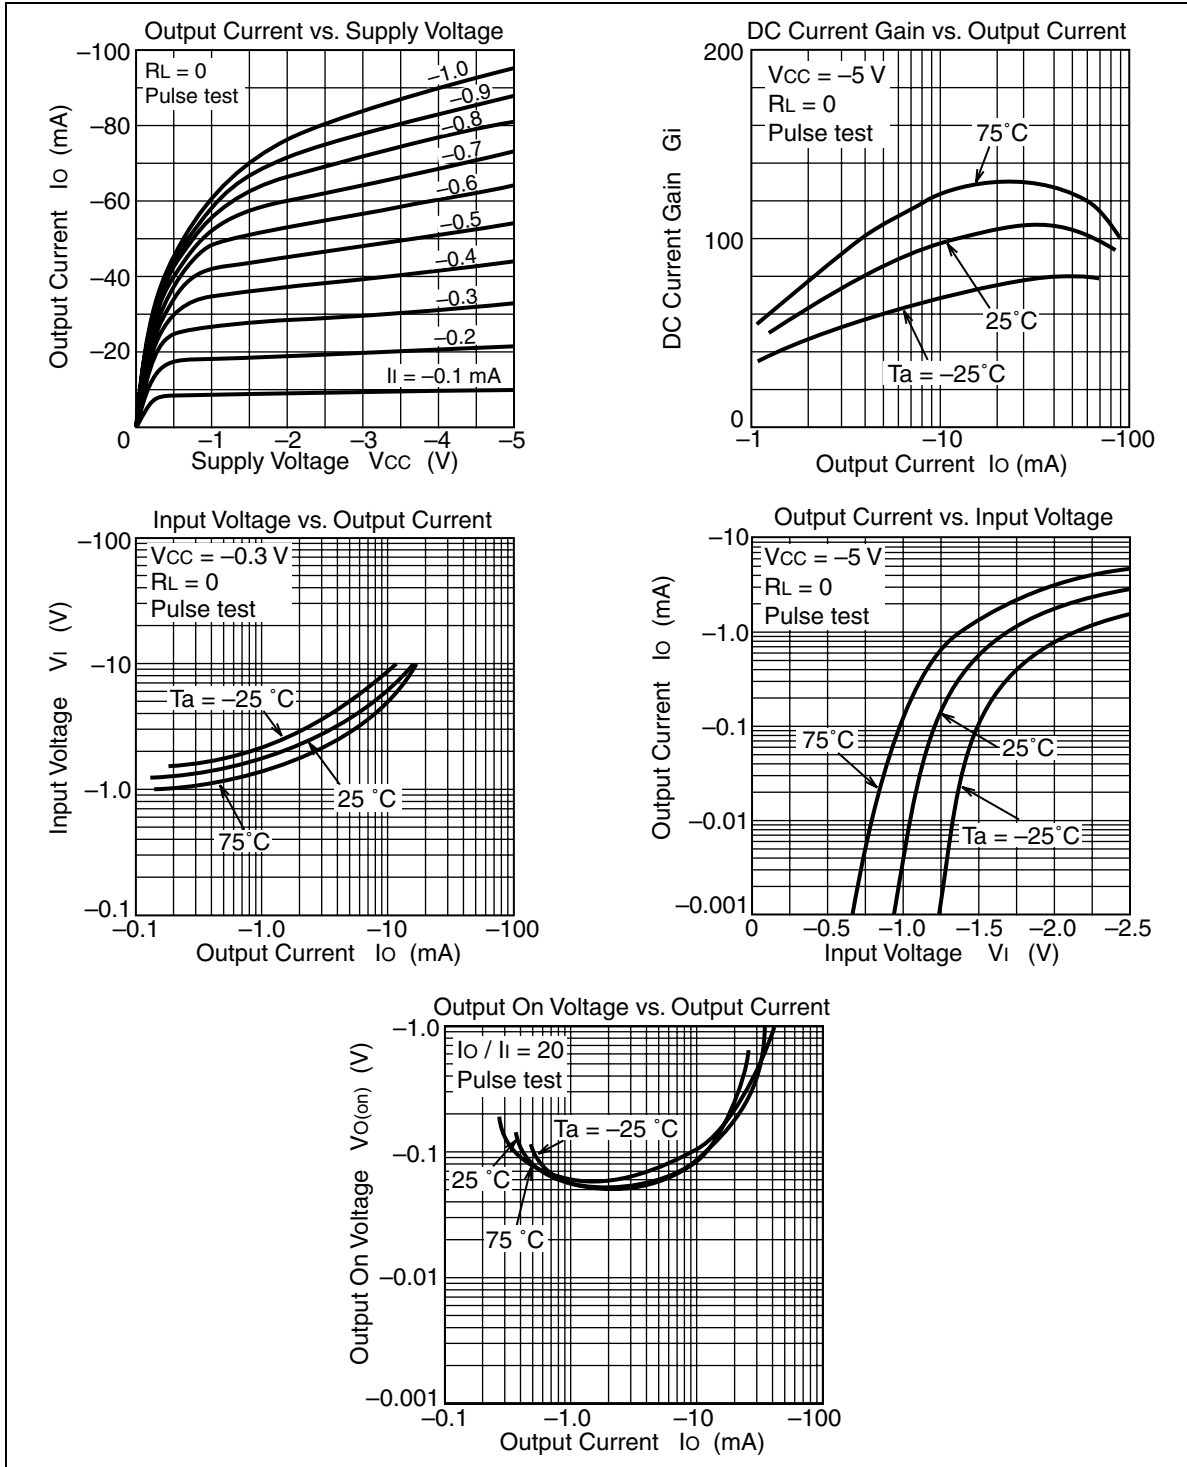 Output Current vs. Supply Voltage
–100
–80
–60
–40
–20
0
Output Current IO (mA)
RL = 0
Pulse test
–1.0
–0.9
–0.8
–0.7
–0.6
–0.5
–0.4
–0.3
–0.2
II = –0.1 mA
–1
–2
–3
–4
–5
Supply Voltage VCC (V)
DC Current Gain vs. Output Current
200
100
0
DC Current Gain Gi
VCC = –5 V
RL = 0
Pulse test
75˚C
25˚C
Ta = –25˚C
–1
–10
–100
Output Current IO (mA)
Input Voltage vs. Output Current
–100
–10
–1.0
–0.1
Input Voltage VI (V)
VCC = –0.3 V
RL = 0
Pulse test
Ta = –25 ˚C
25 ˚C
75˚C
–0.1
–1.0
–10
–100
Output Current IO (mA)
Output Current vs. Input Voltage
–10
–1.0
–0.1
–0.01
–0.001
Output Current IO (mA)
VCC = –5 V
RL = 0
Pulse test
75˚C
25˚C
Ta = –25˚C
0
–0.5
–1.0
–1.5
–2.0
–2.5
Input Voltage VI (V)
Output On Voltage vs. Output Current
–1.0
–0.1
–0.01
–0.001
Output On Voltage VO(on) (V)
IO / II = 20
Pulse test
Ta = –25 ˚C
25 ˚C
75 ˚C
–0.1
–1.0
–10
–100
Output Current IO (mA)